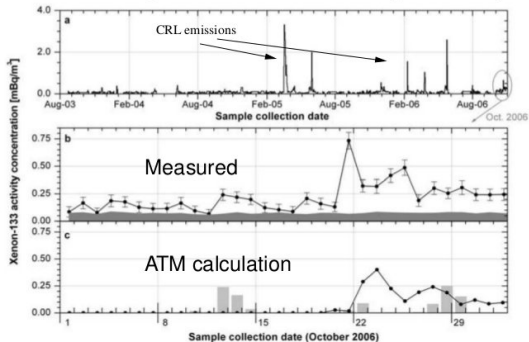 Xenon-133 activity concentration [mBq/m³]
4.0
a
CRL emissions
2.0
0.0
Aug-03 Feb-04 Aug-04 Feb-05 Aug-05 Feb-06 Aug-06
Sample collection date
Oct. 2006
0.75
b
Measured
0.50
0.25
0.00
0.75
c
ATM calculation
0.50
0.25
0.00
1 8 15 22 29
Sample collection date (October 2006)